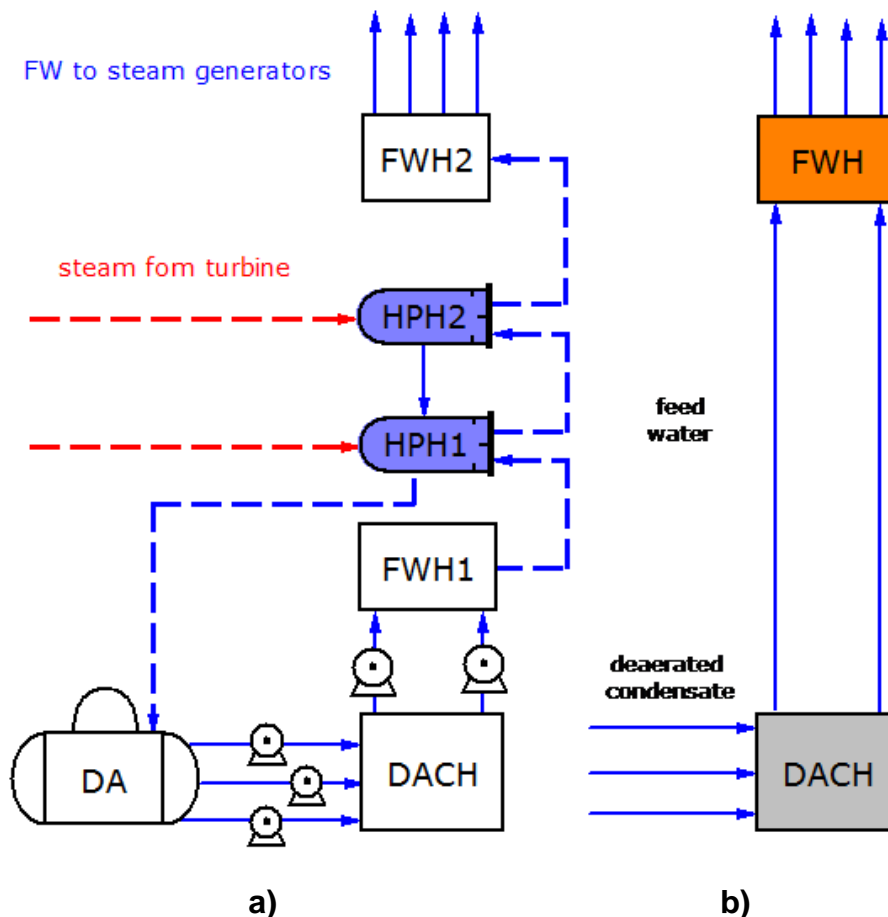 FW to steam generators
FWH2
FWH
steam fom turbine
HPH2
HPH1
feed
water
FWH1
deaerated
condensate
DA
DACH
DACH
a)
b)